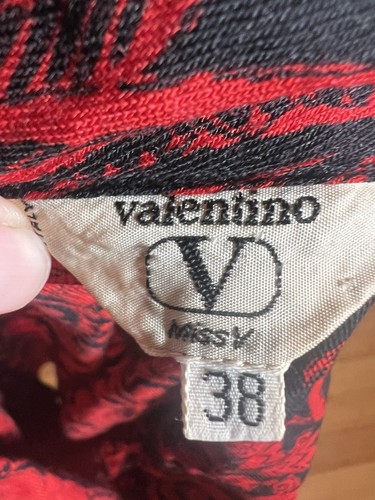 valentino
V
Miss V
38